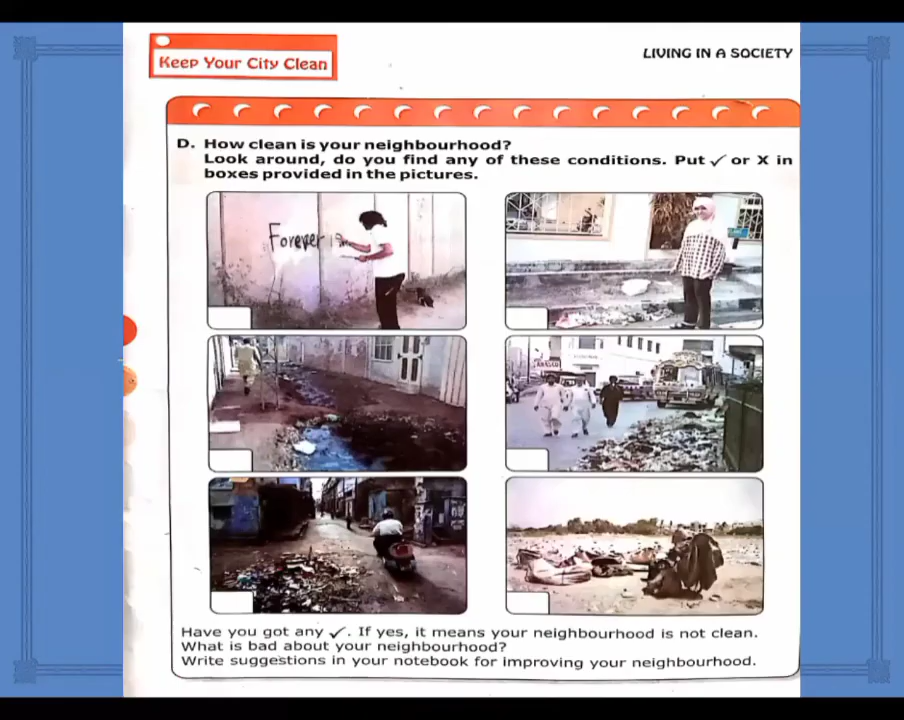 Keep Your City Clean
LIVING IN A SOCIETY
D. How clean is your neighbourhood?
Look around, do you find any of these conditions. Put ✓ or X in
boxes provided in the pictures.
Forever
Have you got any ✓. If yes, it means your neighbourhood is not clean.
What is bad about your neighbourhood?
Write suggestions in your notebook for improving your neighbourhood.